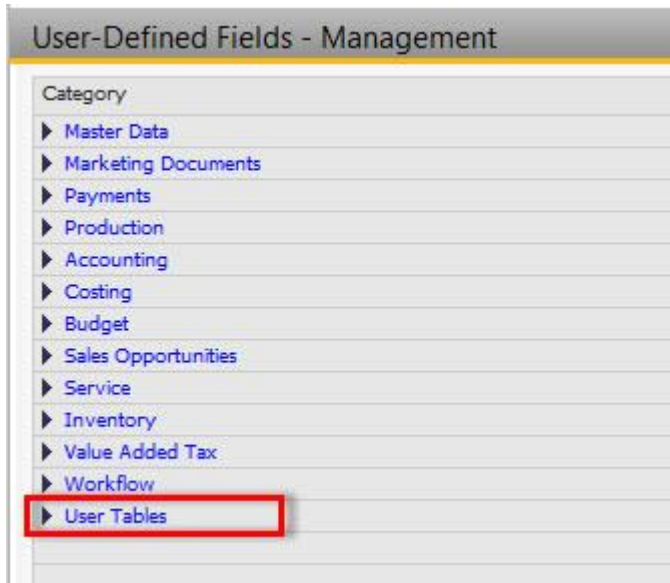 User-Defined Fields - Management
Category
Master Data
Marketing Documents
Payments
Production
Accounting
Costing
Budget
Sales Opportunities
Service
Inventory
Value Added Tax
Workflow
User Tables